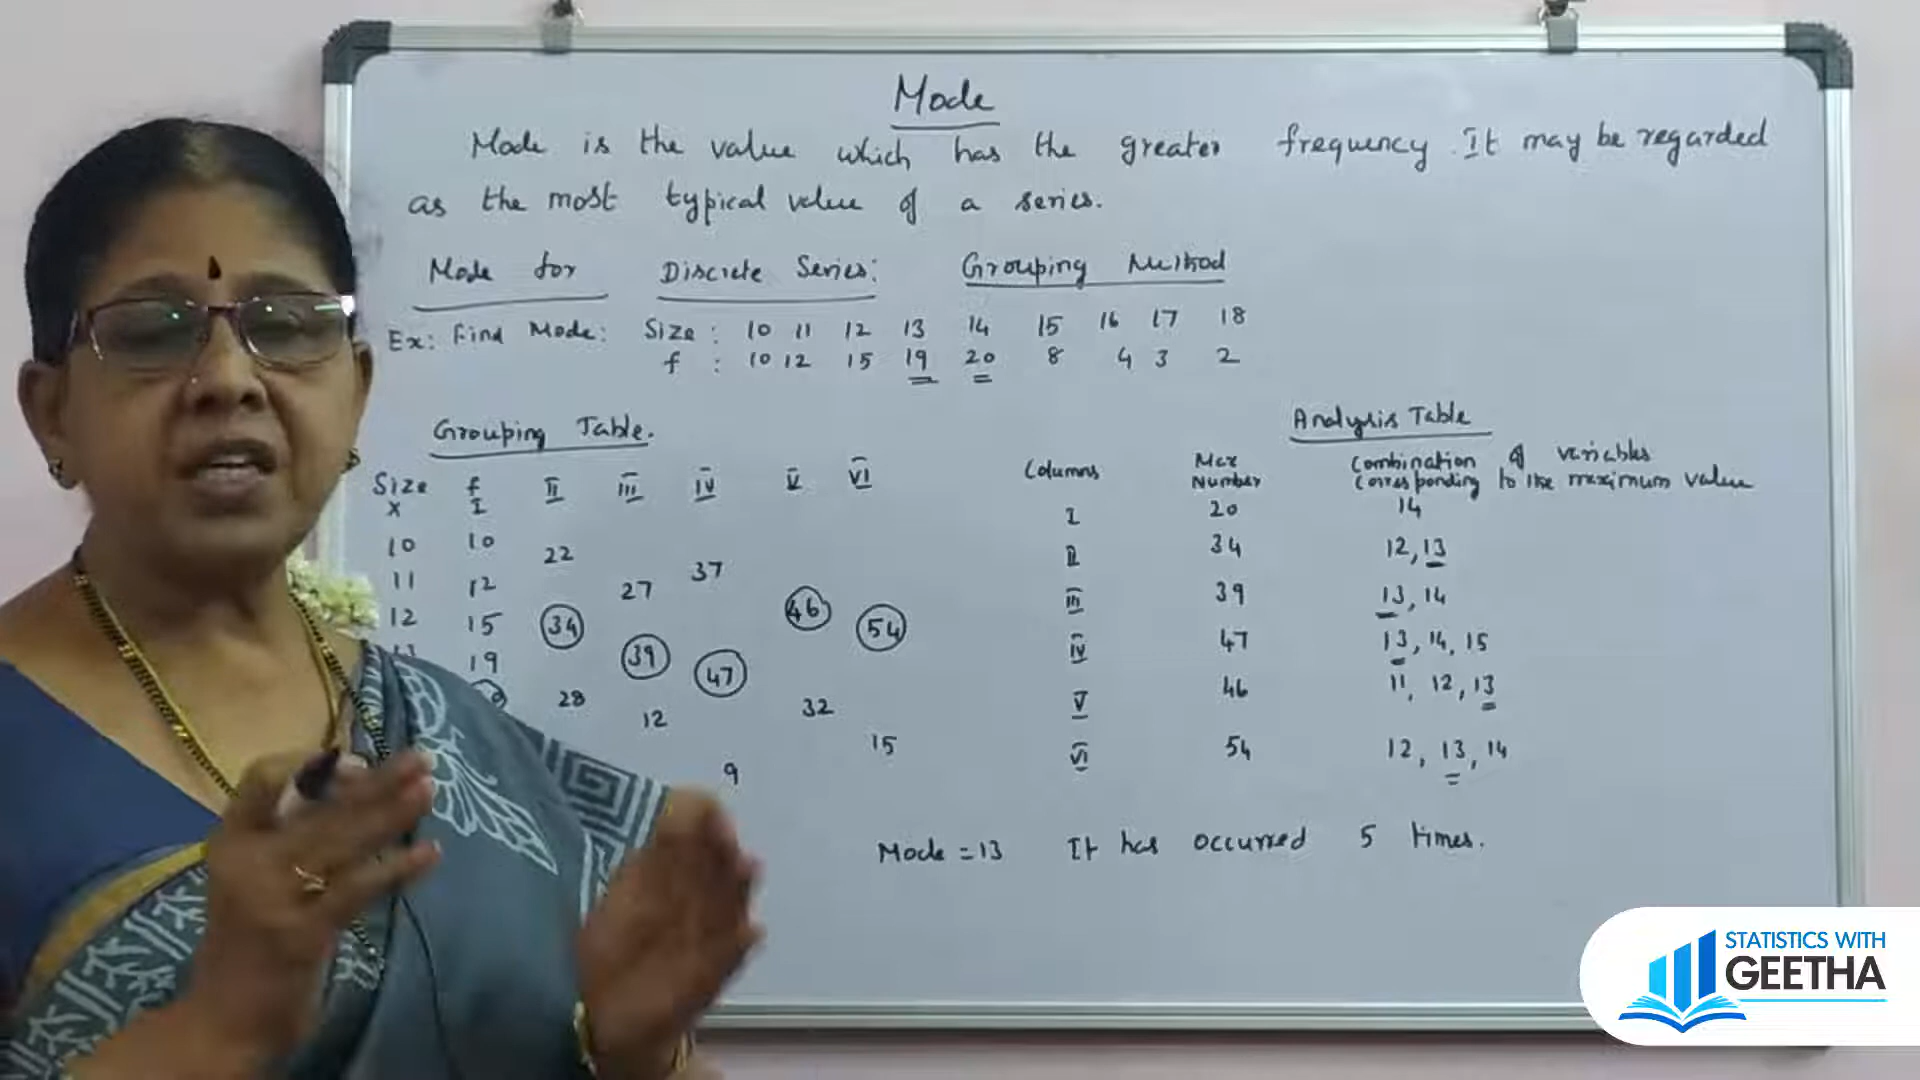 Mode
Mode is the value which has the greater frequency. It may be regarded
as the most typical value of a series.
Mode for Discrete Series: Grouping Method
Ex: Find Mode: Size : 10 11 12 13 14 15 16 17 18
f : 10 12 15 19 20 8 4 3 2
Grouping Table.
Size f II III IV V VI
X I
10 10
22
37
11 12
27
46
12 15
34
54
19
39
47
28
12
32
15
9
Analysis Table
Columns Max Number Combination of variables corresponding to the maximum value
I 20 14
II 34 12, 13
III 39 13, 14
IV 47 13, 14, 15
V 46 11, 12, 13
VI 54 12, 13, 14
Mode = 13 It has occurred 5 times.
STATISTICS WITH
GEETHA